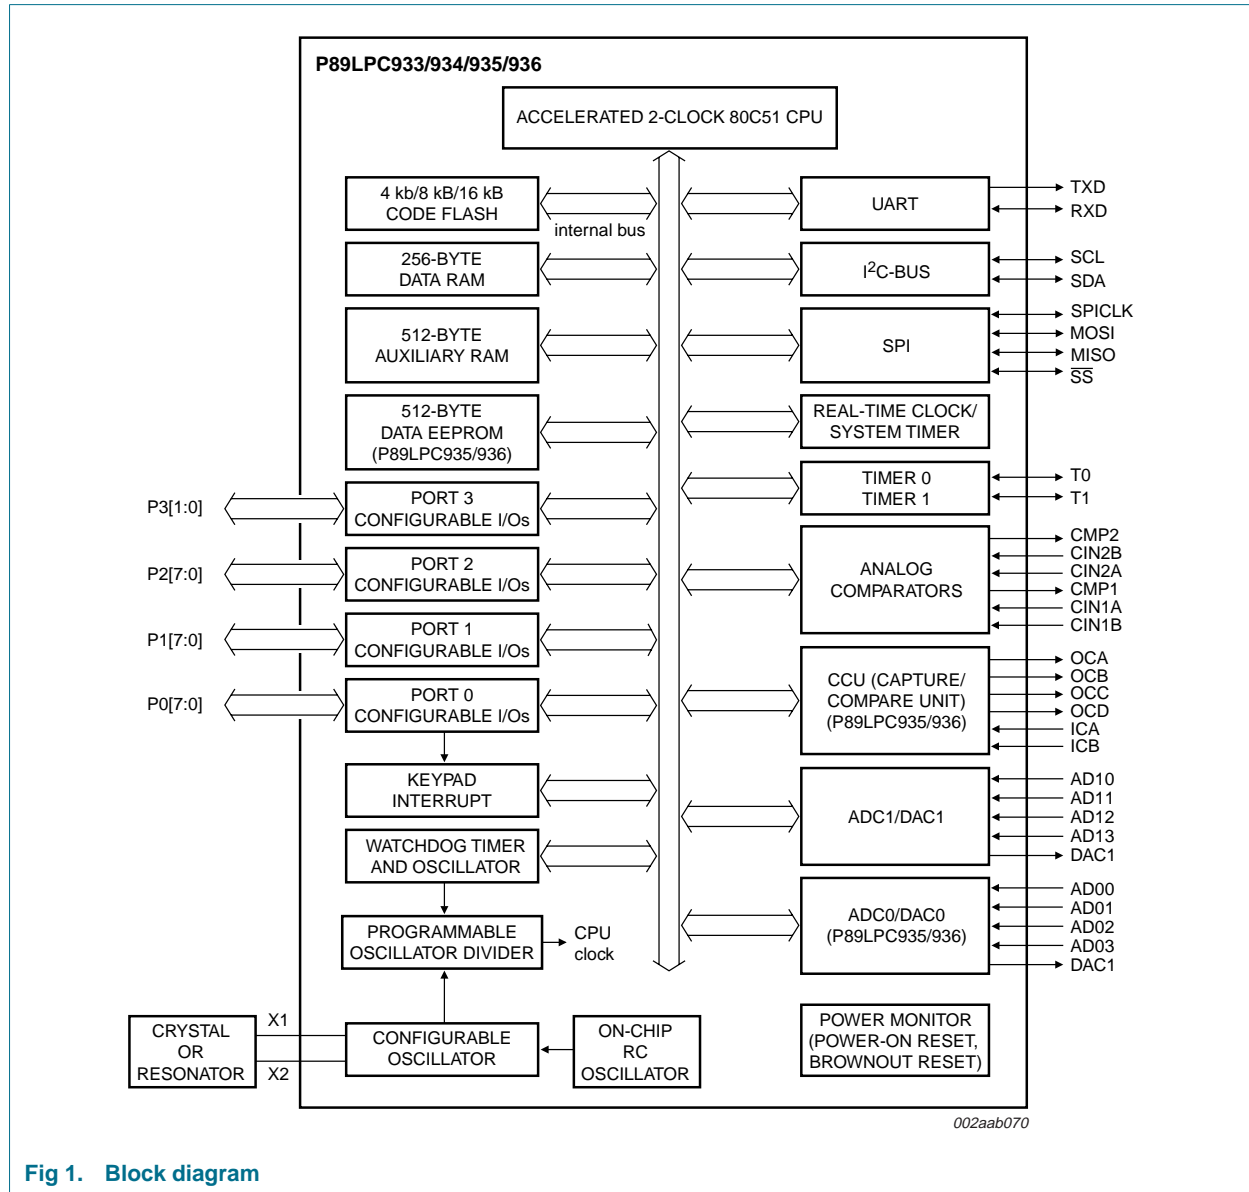 P89LPC933/934/935/936
ACCELERATED 2-CLOCK 80C51 CPU
4 kb/8 kB/16 kB
CODE FLASH
internal bus
256-BYTE
DATA RAM
512-BYTE
AUXILIARY RAM
512-BYTE
DATA EEPROM
(P89LPC935/936)
P3[1:0]
PORT 3
CONFIGURABLE I/Os
P2[7:0]
PORT 2
CONFIGURABLE I/Os
P1[7:0]
PORT 1
CONFIGURABLE I/Os
P0[7:0]
PORT 0
CONFIGURABLE I/Os
KEYPAD
INTERRUPT
WATCHDOG TIMER
AND OSCILLATOR
PROGRAMMABLE
OSCILLATOR DIVIDER
CPU
clock
CRYSTAL
OR
RESONATOR
X1
X2
CONFIGURABLE
OSCILLATOR
ON-CHIP
RC
OSCILLATOR
UART
TXD
RXD
I²C-BUS
SCL
SDA
SPI
SPICLK
MOSI
MISO
SS
REAL-TIME CLOCK/
SYSTEM TIMER
TIMER 0
TIMER 1
T0
T1
ANALOG
COMPARATORS
CMP2
CIN2B
CIN2A
CMP1
CIN1A
CIN1B
CCU (CAPTURE/
COMPARE UNIT)
(P89LPC935/936)
OCA
OCB
OCC
OCD
ICA
ICB
ADC1/DAC1
AD10
AD11
AD12
AD13
DAC1
ADC0/DAC0
(P89LPC935/936)
AD00
AD01
AD02
AD03
DAC1
POWER MONITOR
(POWER-ON RESET,
BROWNOUT RESET)
002aab070
Fig 1. Block diagram